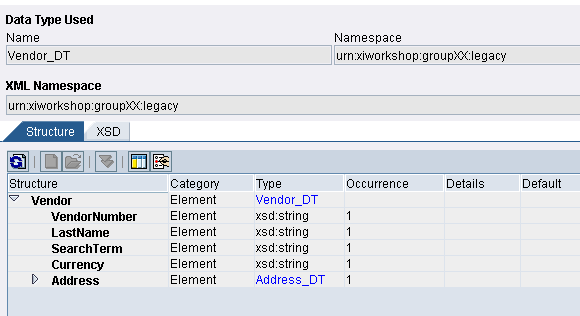 Data Type Used
Name Namespace
Vendor_DT urn:xiworkshop:groupXX:legacy
XML Namespace
urn:xiworkshop:groupXX:legacy
Structure XSD
Structure Category Type Occurrence Details Default
Vendor Element Vendor_DT
VendorNumber Element xsd:string 1
LastName Element xsd:string 1
SearchTerm Element xsd:string 1
Currency Element xsd:string 1
Address Element Address_DT 1